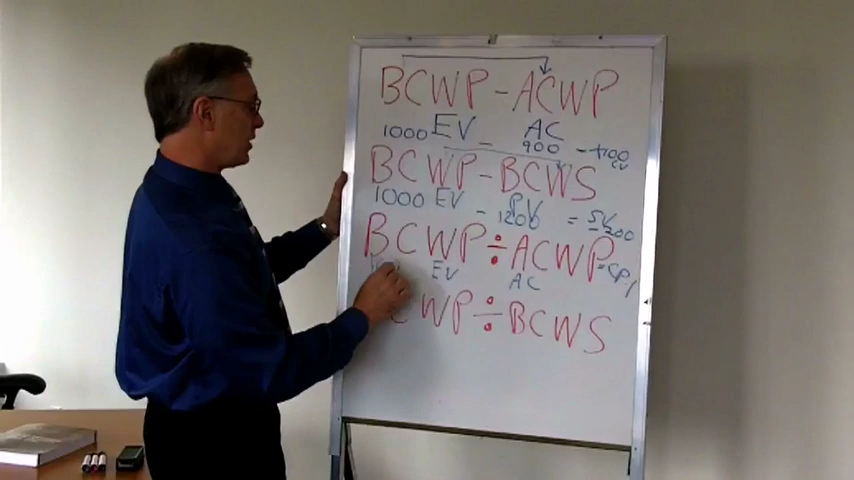 BCWP - ACWP
1000 EV - AC 900 = +100 CV
BCWP - BCWS
1000 EV - PV 1200 = SV -200
BCWP ÷ ACWP = CPI
EV AC
CWP ÷ BCWS